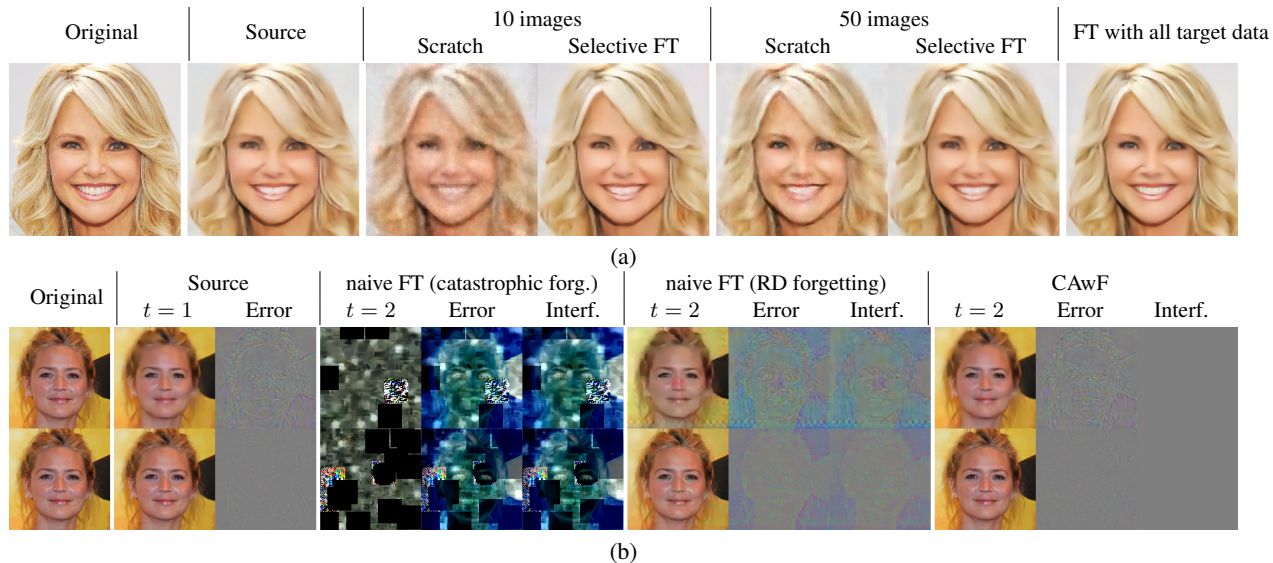 Original Source 10 images 50 images FT with all target data
Scratch Selective FT Scratch Selective FT
(a)
Original Source naive FT (catastrophic forg.) naive FT (RD forgetting) CAwF
t = 1 Error t = 2 Error Interf. t = 2 Error Interf. t = 2 Error Interf.
(b)